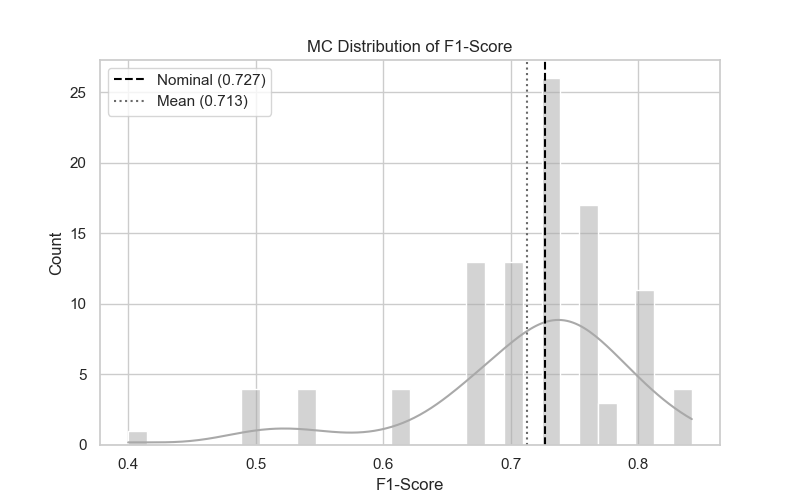 MC Distribution of F1-Score
Nominal (0.727)
Mean (0.713)
25
20
15
10
5
0
Count
0.4 0.5 0.6 0.7 0.8
F1-Score